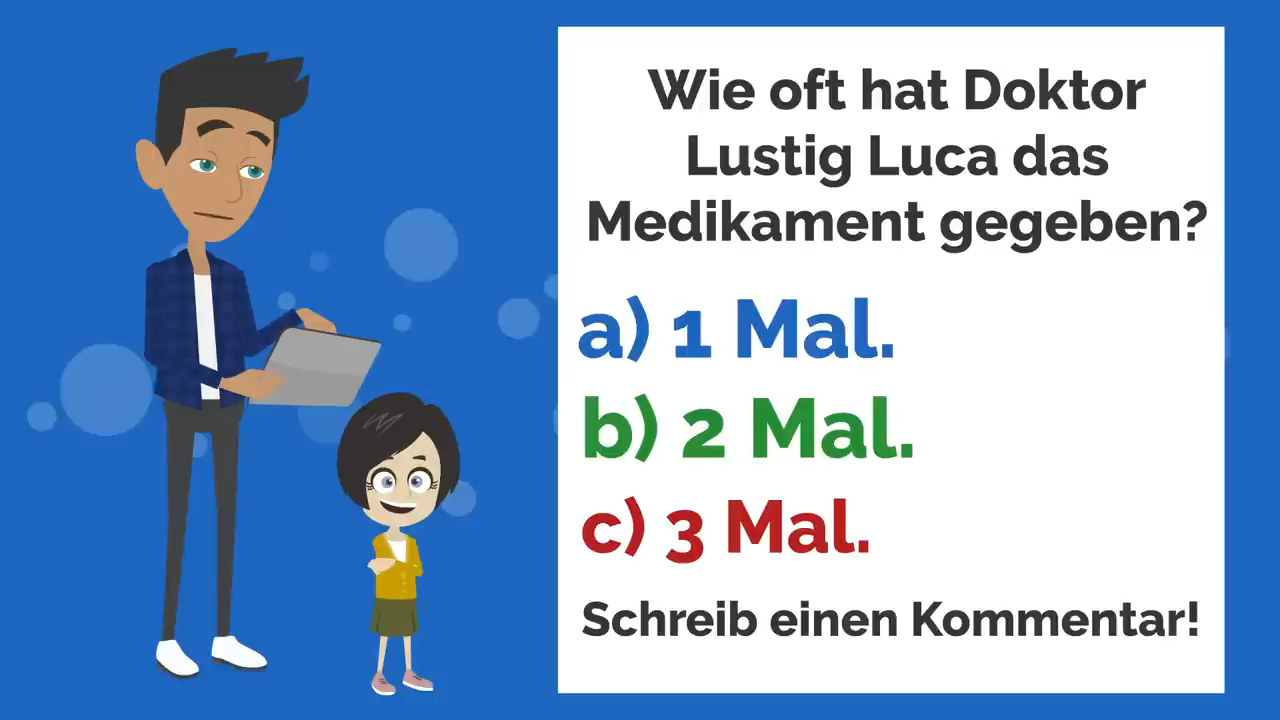 Wie oft hat Doktor
Lustig Luca das
Medikament gegeben?
a) 1 Mal.
b) 2 Mal.
c) 3 Mal.
Schreib einen Kommentar!